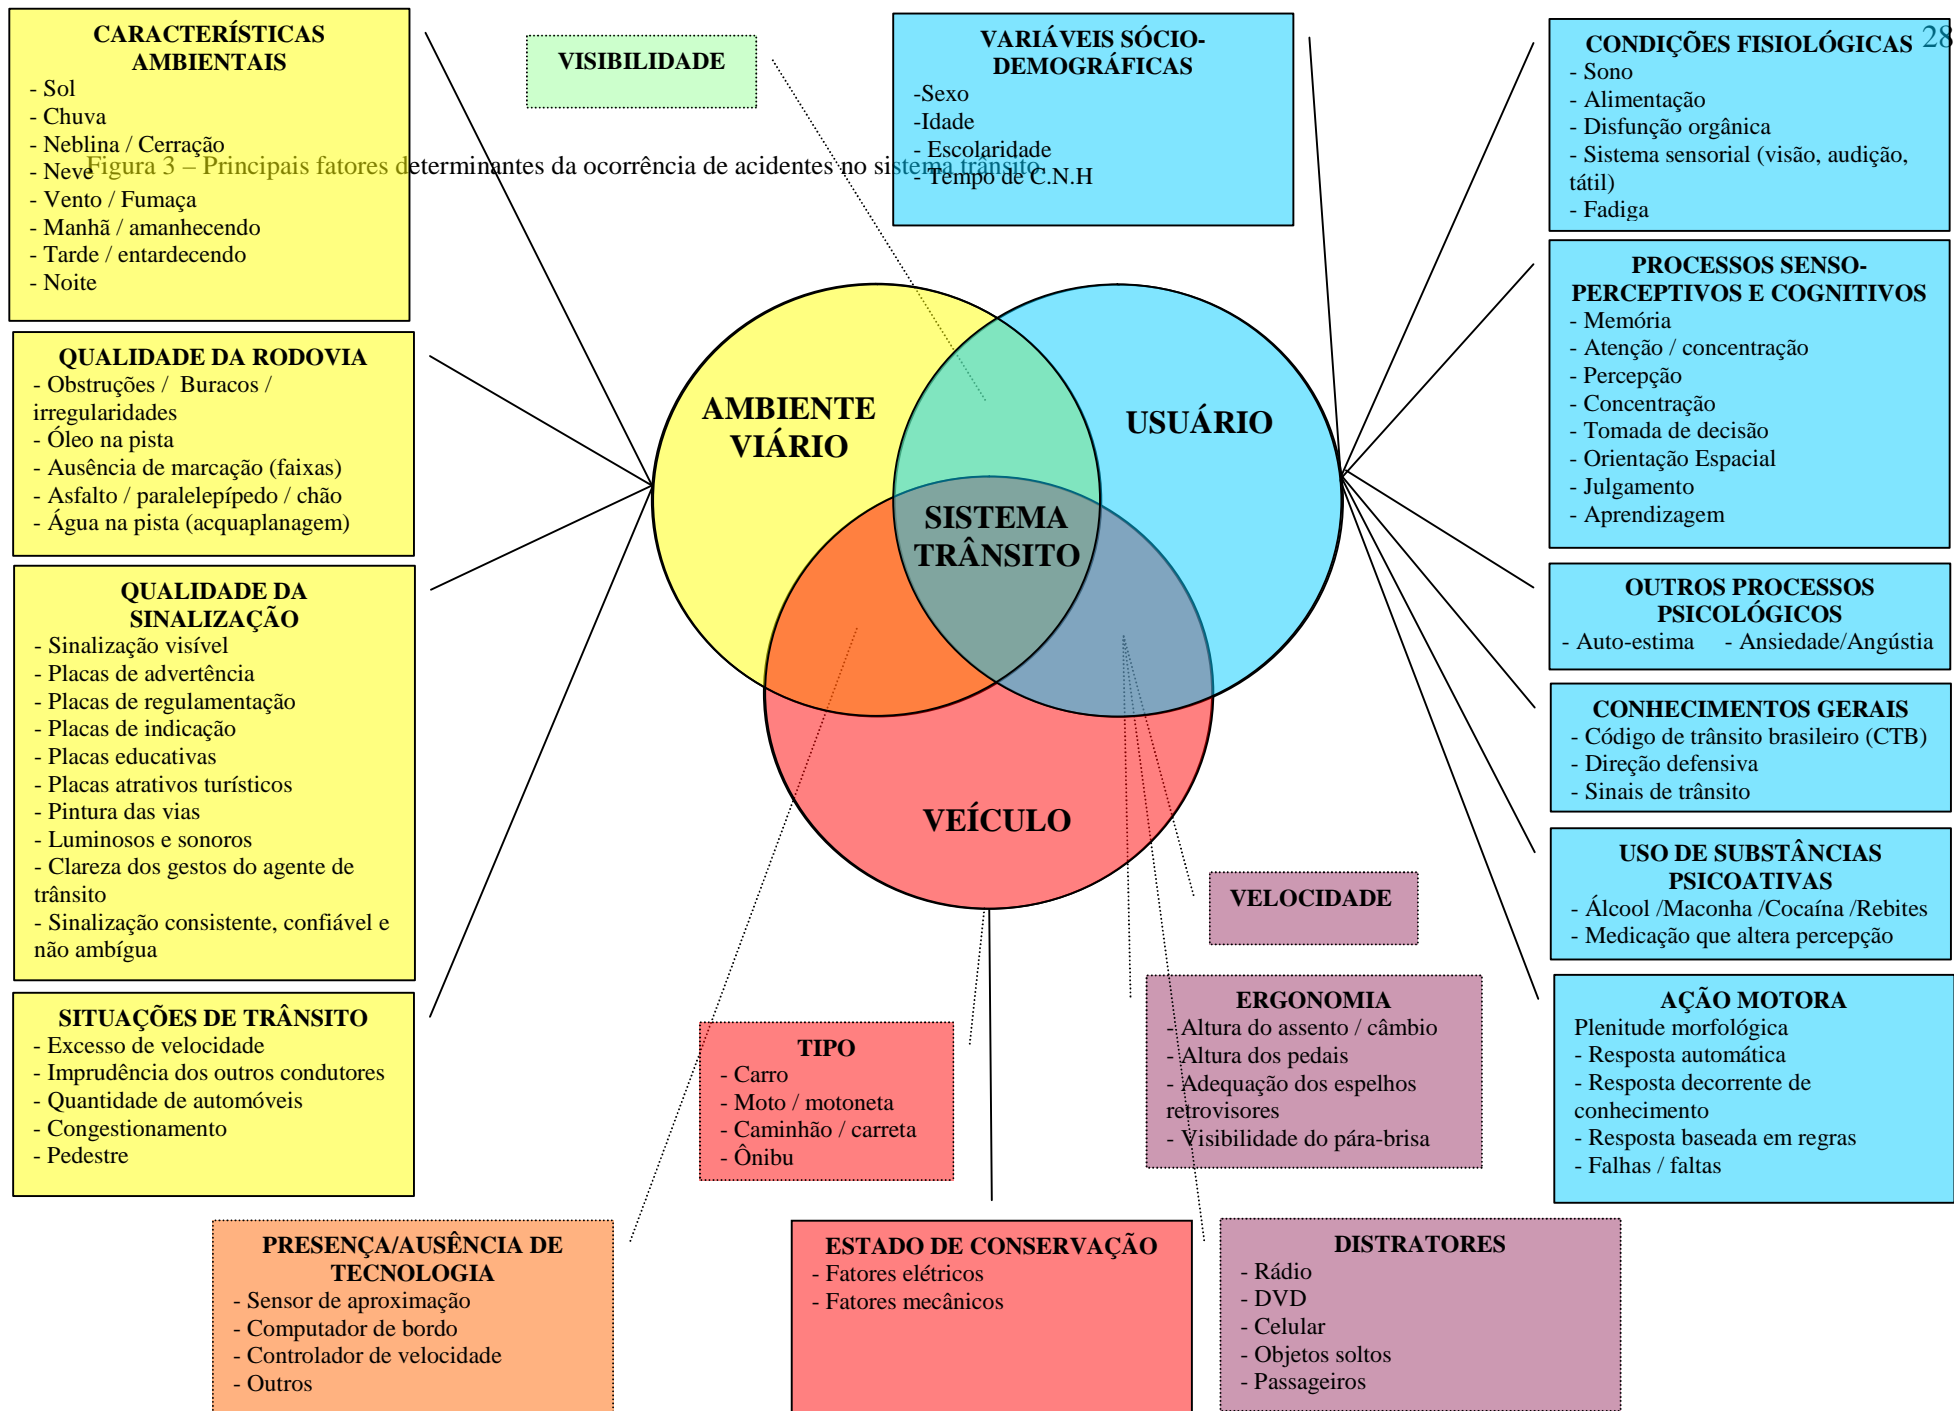 28
CARACTERÍSTICAS
AMBIENTAIS
- Sol
- Chuva
- Neblina / Cerração
- Neve
- Vento / Fumaça
- Manhã / amanhecendo
- Tarde / entardecendo
- Noite
VISIBILIDADE
VARIÁVEIS SÓCIO-
DEMOGRÁFICAS
-Sexo
-Idade
- Escolaridade
- Tempo de C.N.H
CONDIÇÕES FISIOLÓGICAS
- Sono
- Alimentação
- Disfunção orgânica
- Sistema sensorial (visão, audição,
tátil)
- Fadiga
Figura 3 – Principais fatores determinantes da ocorrência de acidentes no sistema trânsito.
QUALIDADE DA RODOVIA
- Obstruções / Buracos /
irregularidades
- Óleo na pista
- Ausência de marcação (faixas)
- Asfalto / paralelepípedo / chão
- Água na pista (acquaplanagem)
AMBIENTE
VIÁRIO
USUÁRIO
SISTEMA
TRÂNSITO
VEÍCULO
PROCESSOS SENSO-
PERCEPTIVOS E COGNITIVOS
- Memória
- Atenção / concentração
- Percepção
- Concentração
- Tomada de decisão
- Orientação Espacial
- Julgamento
- Aprendizagem
QUALIDADE DA
SINALIZAÇÃO
- Sinalização visível
- Placas de advertência
- Placas de regulamentação
- Placas de indicação
- Placas educativas
- Placas atrativos turísticos
- Pintura das vias
- Luminosos e sonoros
- Clareza dos gestos do agente de
trânsito
- Sinalização consistente, confiável e
não ambígua
OUTROS PROCESSOS
PSICOLÓGICOS
- Auto-estima - Ansiedade/Angústia
CONHECIMENTOS GERAIS
- Código de trânsito brasileiro (CTB)
- Direção defensiva
- Sinais de trânsito
VELOCIDADE
USO DE SUBSTÂNCIAS
PSICOATIVAS
- Álcool /Maconha /Cocaína /Rebites
- Medicação que altera percepção
SITUAÇÕES DE TRÂNSITO
- Excesso de velocidade
- Imprudência dos outros condutores
- Quantidade de automóveis
- Congestionamento
- Pedestre
TIPO
- Carro
- Moto / motoneta
- Caminhão / carreta
- Ônibu
ERGONOMIA
- Altura do assento / câmbio
- Altura dos pedais
- Adequação dos espelhos
retrovisores
- Visibilidade do pára-brisa
AÇÃO MOTORA
Plenitude morfológica
- Resposta automática
- Resposta decorrente de
conhecimento
- Resposta baseada em regras
- Falhas / faltas
PRESENÇA/AUSÊNCIA DE
TECNOLOGIA
- Sensor de aproximação
- Computador de bordo
- Controlador de velocidade
- Outros
ESTADO DE CONSERVAÇÃO
- Fatores elétricos
- Fatores mecânicos
DISTRATORES
- Rádio
- DVD
- Celular
- Objetos soltos
- Passageiros